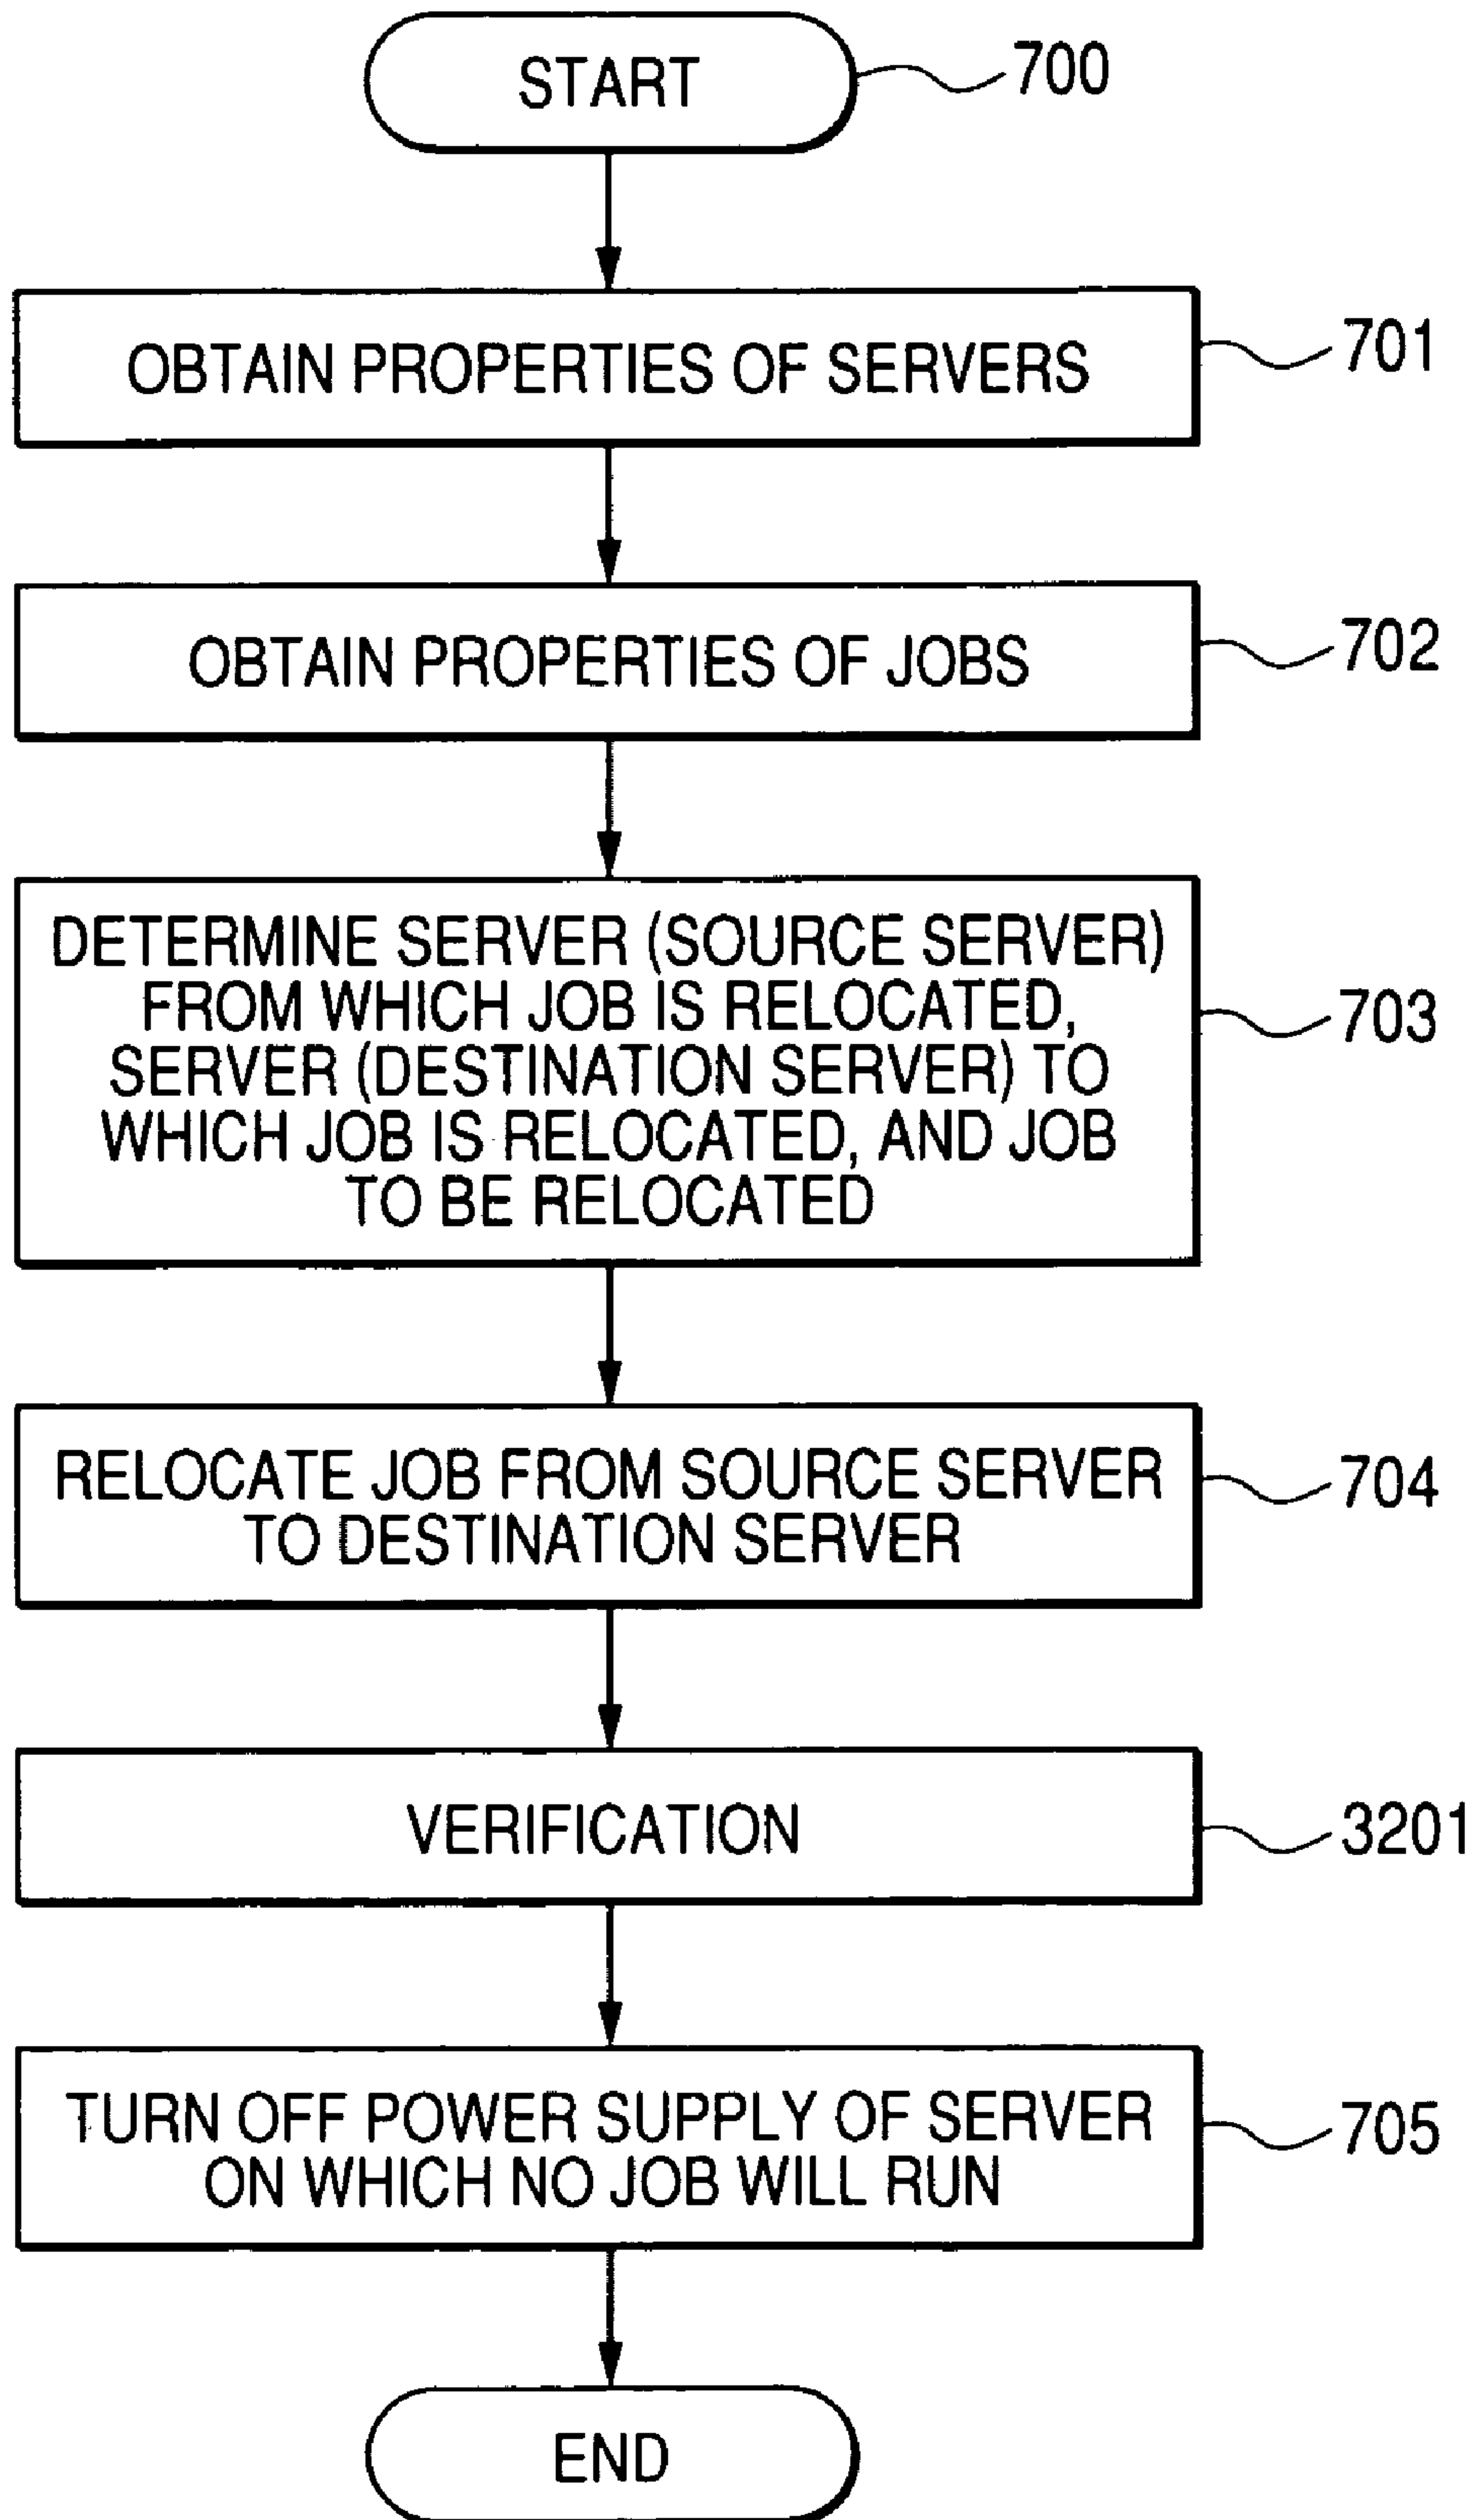 START
700
OBTAIN PROPERTIES OF SERVERS
701
OBTAIN PROPERTIES OF JOBS
702
DETERMINE SERVER (SOURCE SERVER)
FROM WHICH JOB IS RELOCATED,
SERVER (DESTINATION SERVER) TO
WHICH JOB IS RELOCATED, AND JOB
TO BE RELOCATED
703
RELOCATE JOB FROM SOURCE SERVER
TO DESTINATION SERVER
704
VERIFICATION
3201
TURN OFF POWER SUPPLY OF SERVER
ON WHICH NO JOB WILL RUN
705
END